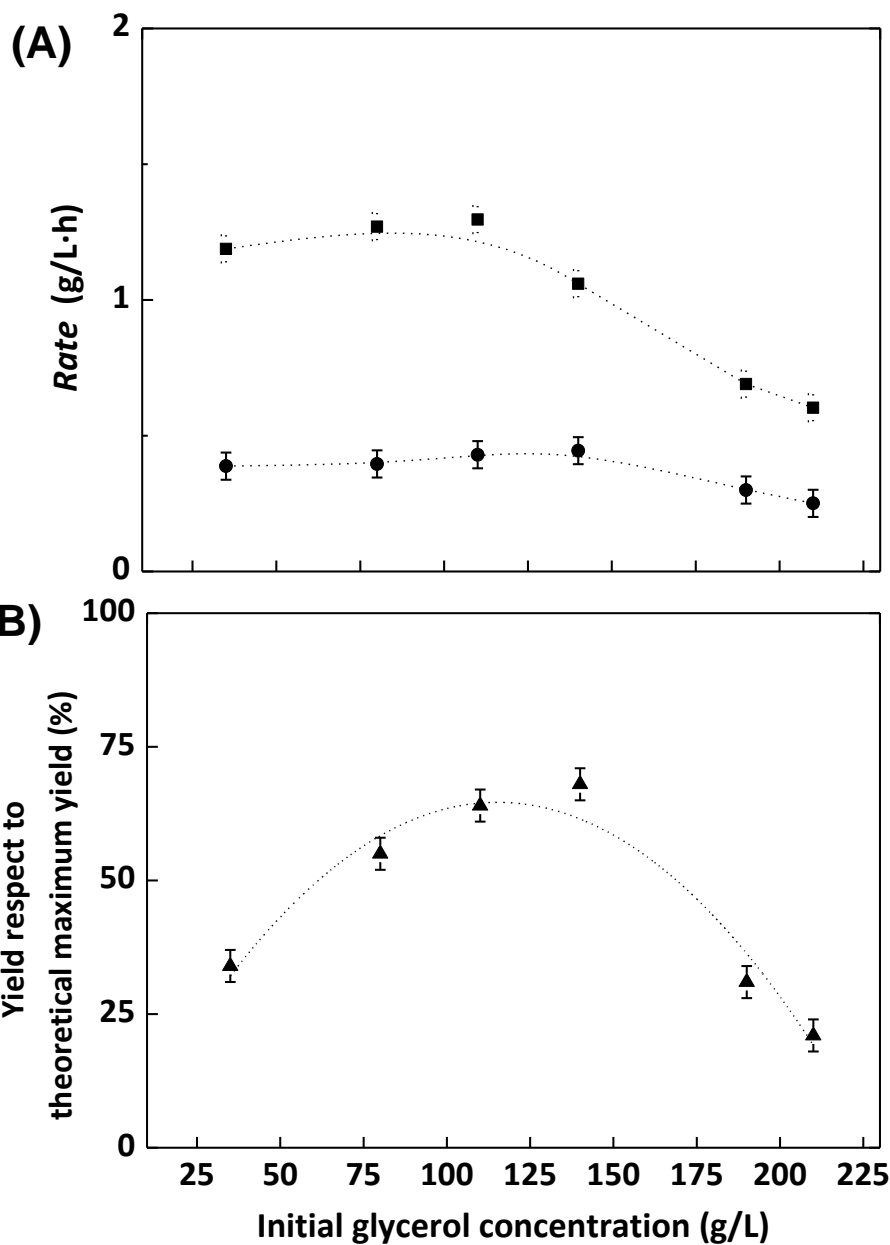 (A)
2
1
0
Rate (g/L·h)
B)
100
75
50
25
0
Yield respect to
theoretical maximum yield (%)
25 50 75 100 125 150 175 200 225
Initial glycerol concentration (g/L)